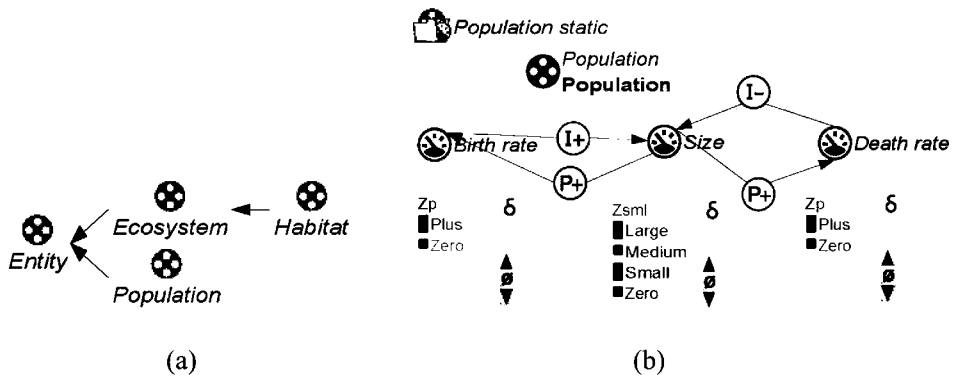 Entity
Ecosystem
Habitat
Population
(a)
Population static
Population
Population
I–
Birth rate
I+
Size
Death rate
P+
P+
Zp
Plus
Zero
δ
ø
Zsml
Large
Medium
Small
Zero
δ
ø
Zp
Plus
Zero
δ
ø
(b)